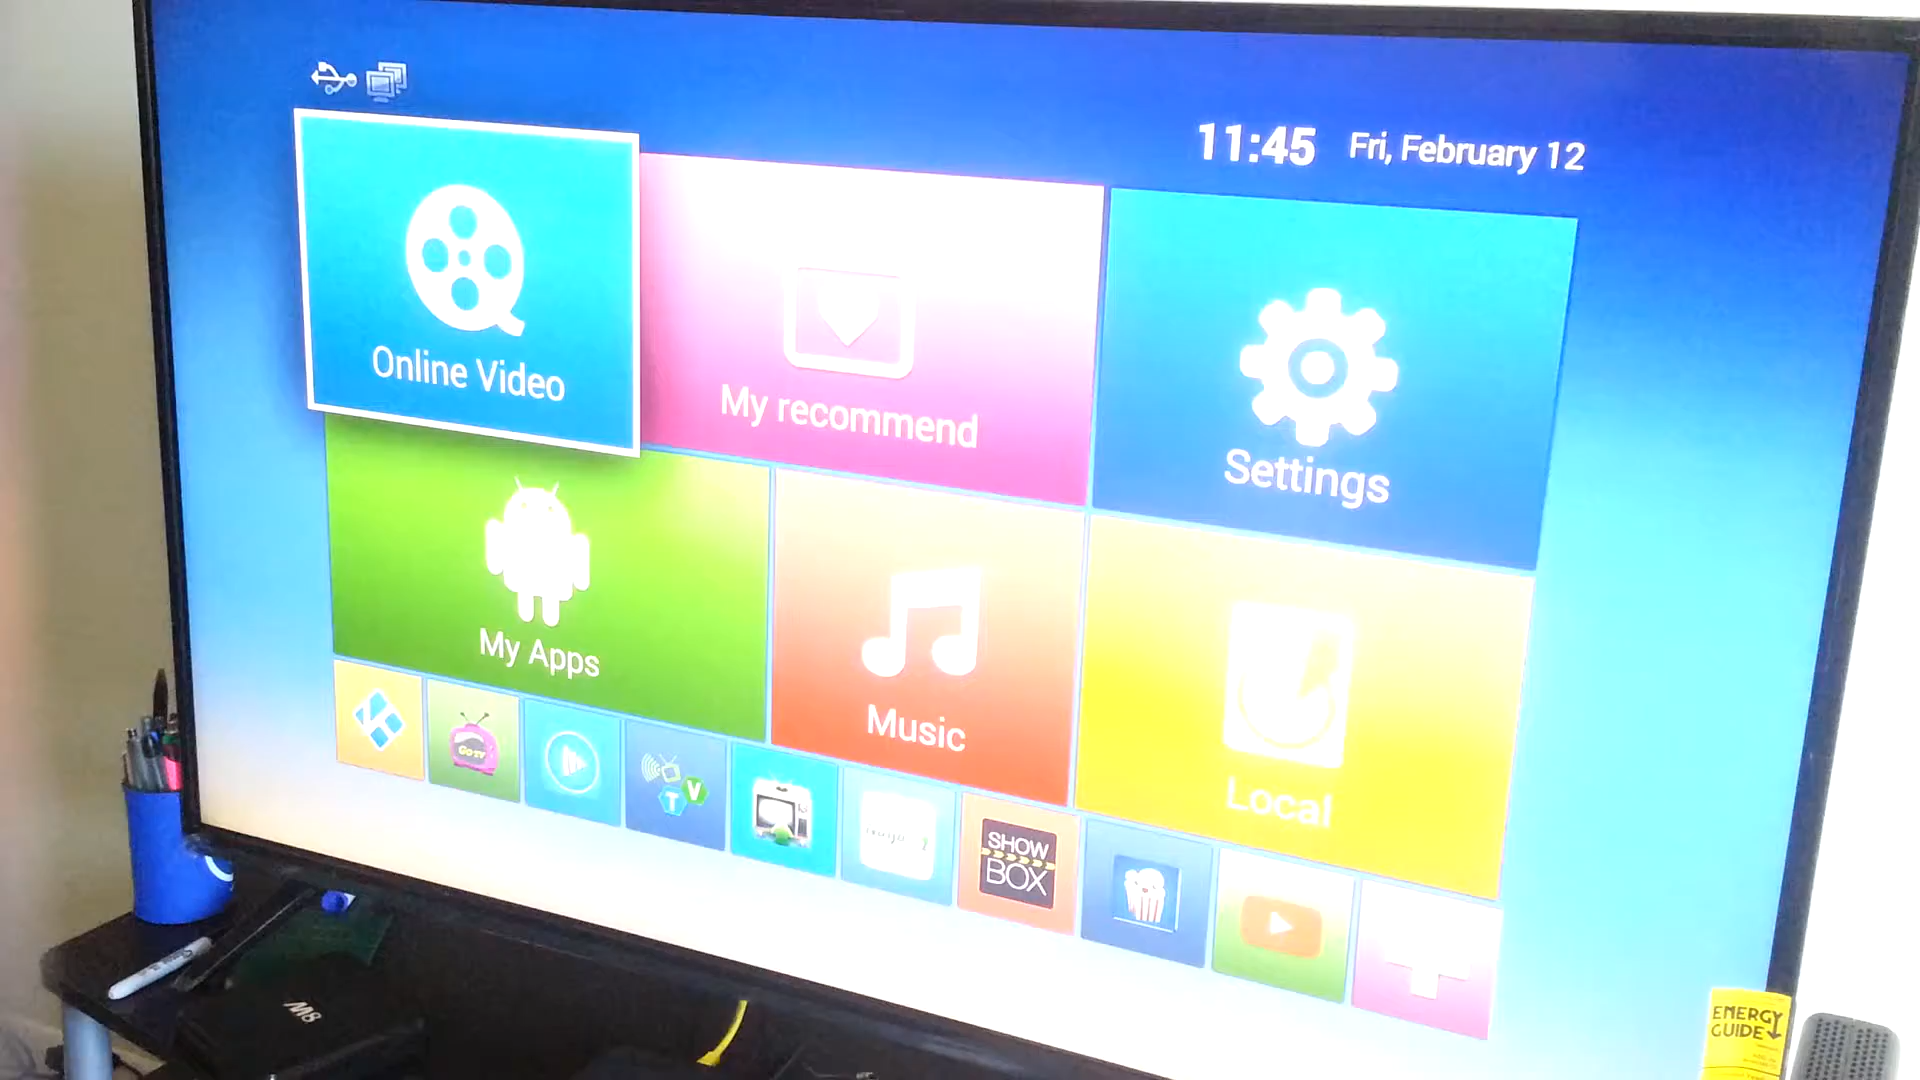 11:45 Fri, February 12
Online Video
My recommend
Settings
My Apps
Music
Local
GoTV
T V
SHOW
BOX
M8
ENERGY
GUIDE